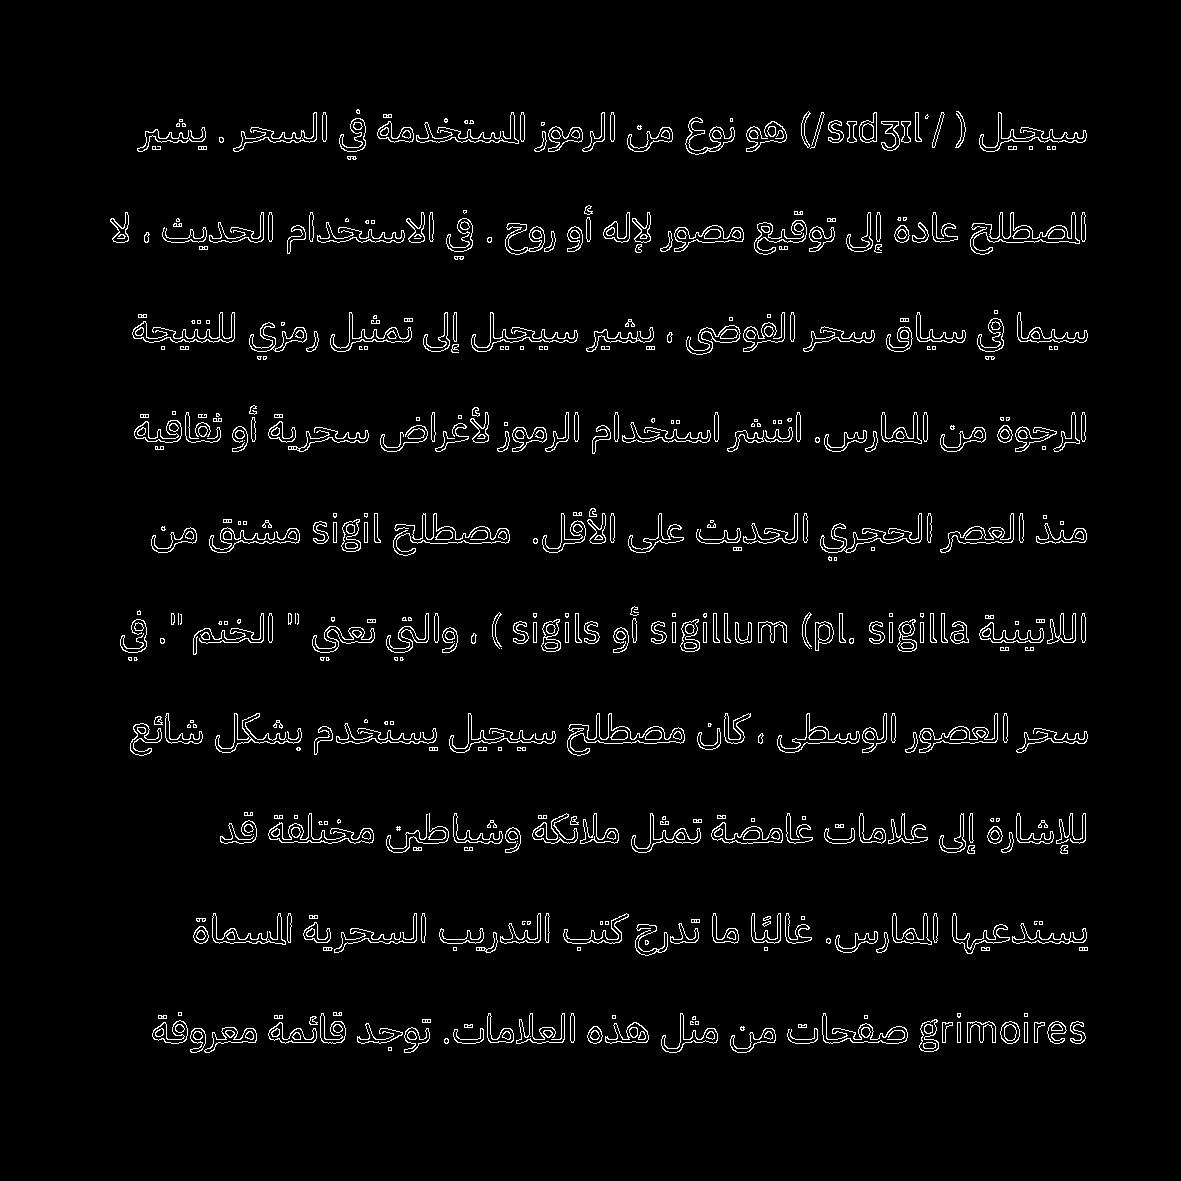 سيجيل ( /ˈsɪdʒɪl/) هو نوع من الرموز المستخدمة في السحر . يشير
المصطلح عادة إلى توقيع مصور لإله أو روح . في الاستخدام الحديث ، لا
سيما في سياق سحر الفوضى ، يشير سيجيل إلى تمثيل رمزي للنتيجة
المرجوة من الممارس. انتشر استخدام الرموز لأغراض سحرية أو ثقافية
منذ العصر الحجري الحديث على الأقل.  مصطلح sigil مشتق من
اللاتينية sigillum (pl. sigilla أو sigils ) ، والتي تعني " الختم ". في
سحر العصور الوسطى ، كان مصطلح سيجيل يستخدم بشكل شائع
للإشارة إلى علامات غامضة تمثل ملائكة وشياطين مختلفة قد
يستدعيها الممارس. غالبًا ما تدرج كتب التدريب السحرية المسماة
grimoires صفحات من مثل هذه العلامات. توجد قائمة معروفة